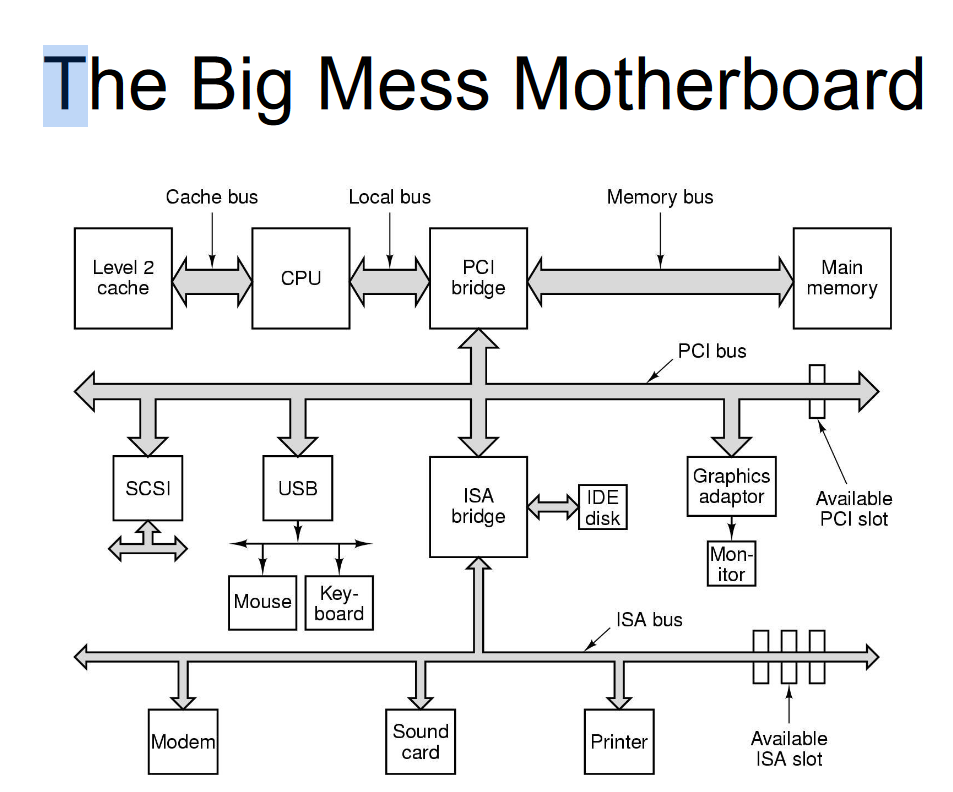 The Big Mess Motherboard
Cache bus
Local bus
Memory bus
Level 2
cache
CPU
PCI
bridge
Main
memory
PCI bus
SCSI
USB
ISA
bridge
IDE
disk
Graphics
adaptor
Available
PCI slot
Mon-
itor
Mouse
Key-
board
ISA bus
Modem
Sound
card
Printer
Available
ISA slot